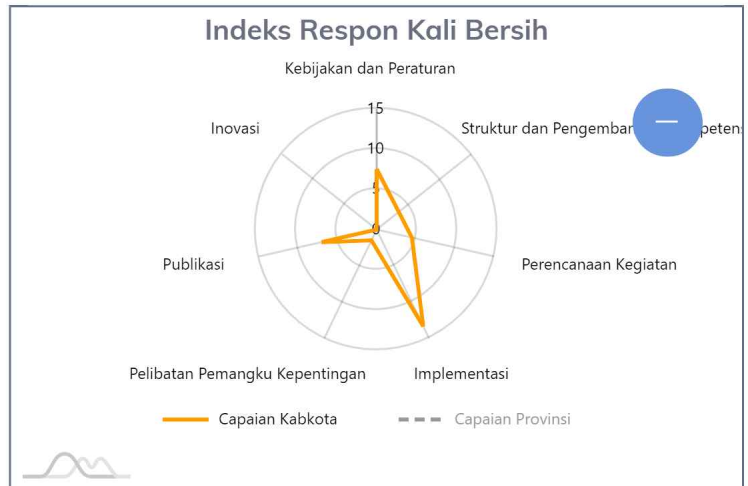 Indeks Respon Kali Bersih
Kebijakan dan Peraturan
15
Inovasi
Struktur dan
10
5
0
Publikasi
Perencanaan Kegiatan
Pelibatan Pemangku Kepentingan
Implementasi
Capaian Kabkota
Capaian Provinsi